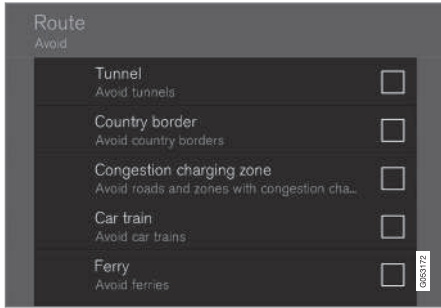 Route
Avoid
Tunnel
Avoid tunnels
Country border
Avoid country borders
Congestion charging zone
Avoid roads and zones with congestion cha...
Car train
Avoid car trains
Ferry
Avoid ferries
G053172